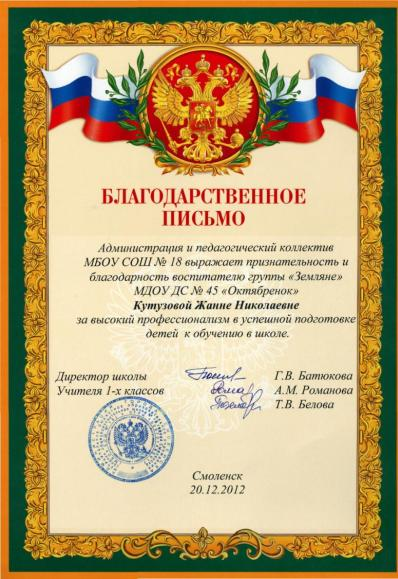 БЛАГОДАРСТВЕННОЕ
ПИСЬМО
Администрация и педагогический коллектив
МБОУ СОШ № 18 выражает признательность и
благодарность воспитателю группы «Земляне»
МДОУ ДС № 45 «Октябренок»
Кутузовой Жанне Николаевне
за высокий профессионализм в успешной подготовке
детей к обучению в школе.
Директор школы Г.В. Батюкова
Учителя 1-х классов А.М. Романова
Т.В. Белова
Смоленск
20.12.2012